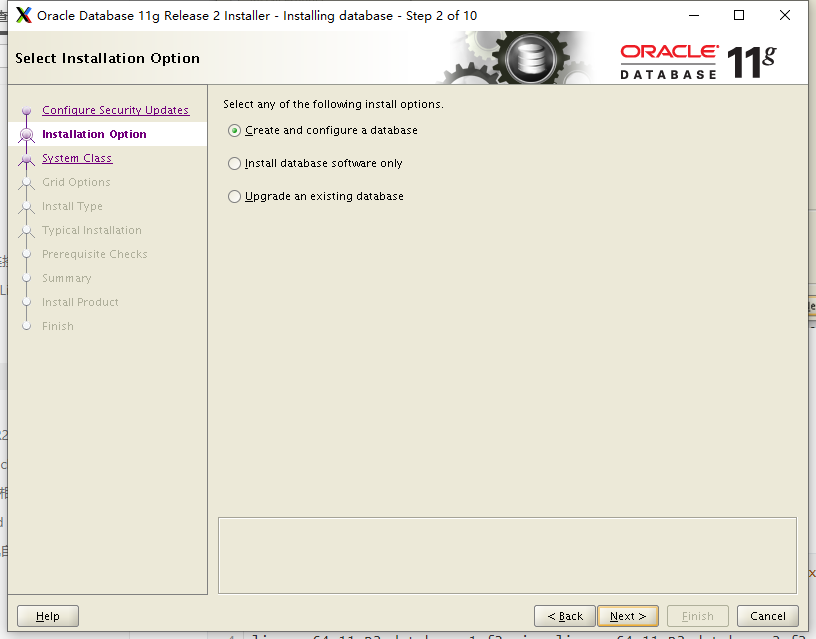 Oracle Database 11g Release 2 Installer - Installing database - Step 2 of 10
Select Installation Option
ORACLE
DATABASE
11g
Configure Security Updates
Installation Option
System Class
Grid Options
Install Type
Typical Installation
Prerequisite Checks
Summary
Install Product
Finish
Select any of the following install options.
Create and configure a database
Install database software only
Upgrade an existing database
Help
< Back
Next >
Finish
Cancel